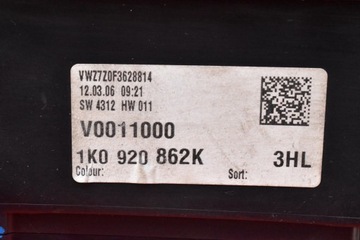 VWZ7Z0F3628814
12.03.06 09:21
SW 4312 HW 011
V0011000
1K0 920 862K 3HL
Colour: Sort: